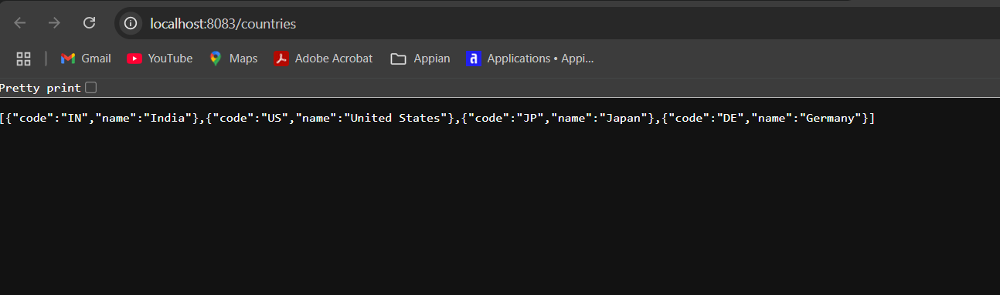 localhost:8083/countries
Gmail YouTube Maps Adobe Acrobat Appian Applications • Appi...
Pretty print
[{"code":"IN","name":"India"},{"code":"US","name":"United States"},{"code":"JP","name":"Japan"},{"code":"DE","name":"Germany"}]